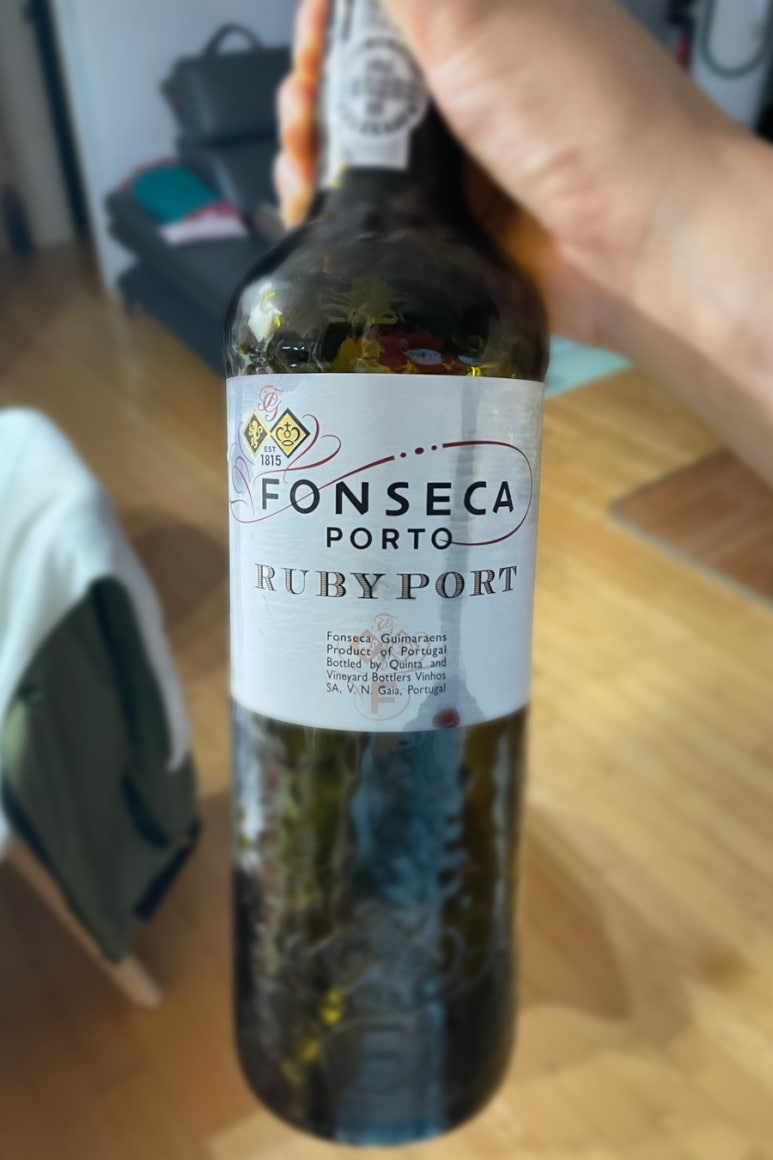 EST
1815
FONSECA
PORTO
RUBY PORT
Fonseca Guimaraens
Product of Portugal
Bottled by Quinta and
Vineyard Bottlers Vinhos
SA, V. N. Gaia, Portugal